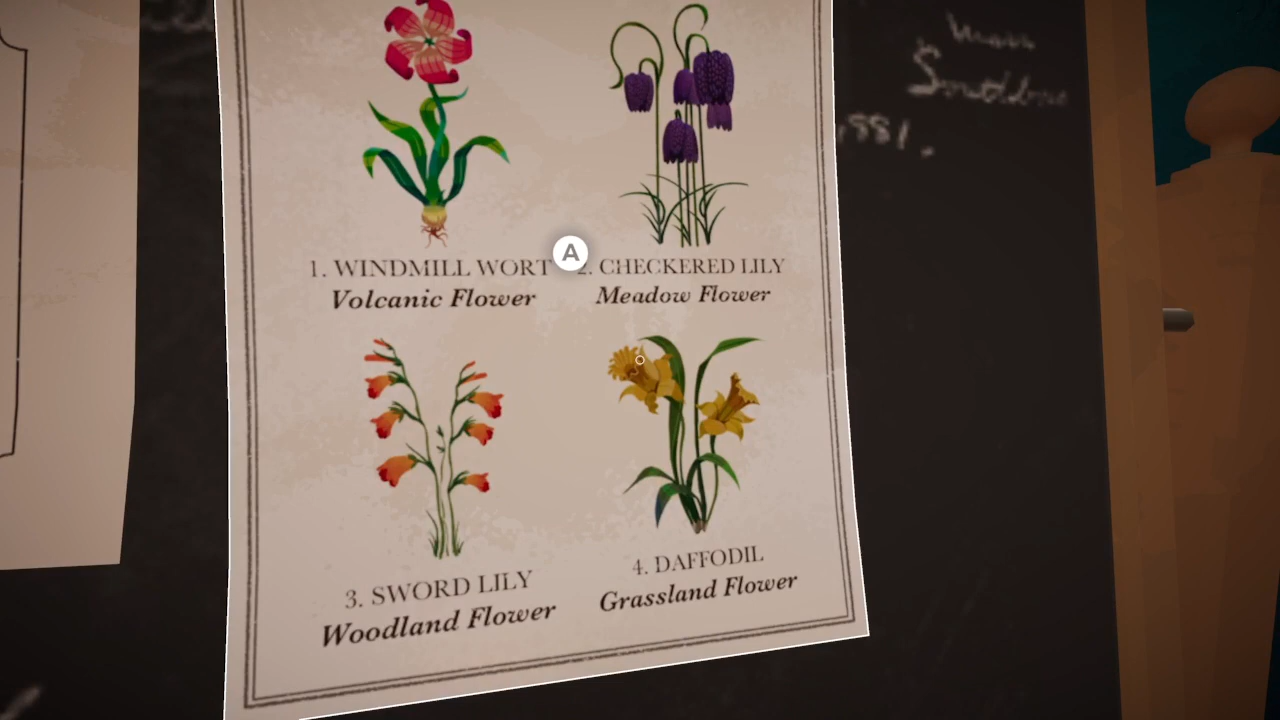 A
1. WINDMILL WORT
2. CHECKERED LILY
Volcanic Flower
Meadow Flower
3. SWORD LILY
4. DAFFODIL
Woodland Flower
Grassland Flower